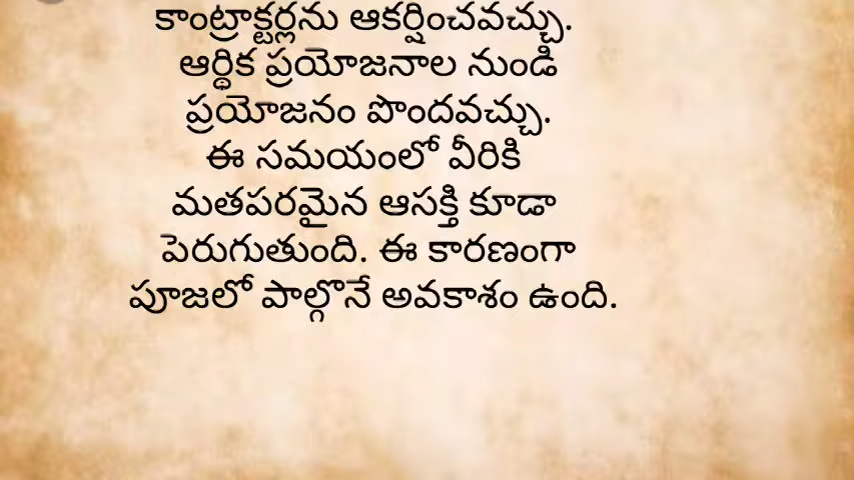 కాంట్రాక్టర్లను ఆకర్షించవచ్చు.
ఆర్థిక ప్రయోజనాల నుండి
ప్రయోజనం పొందవచ్చు.
ఈ సమయంలో వీరికి
మతపరమైన ఆసక్తి కూడా
పెరుగుతుంది. ఈ కారణంగా
పూజలో పాల్గొనే అవకాశం ఉంది.